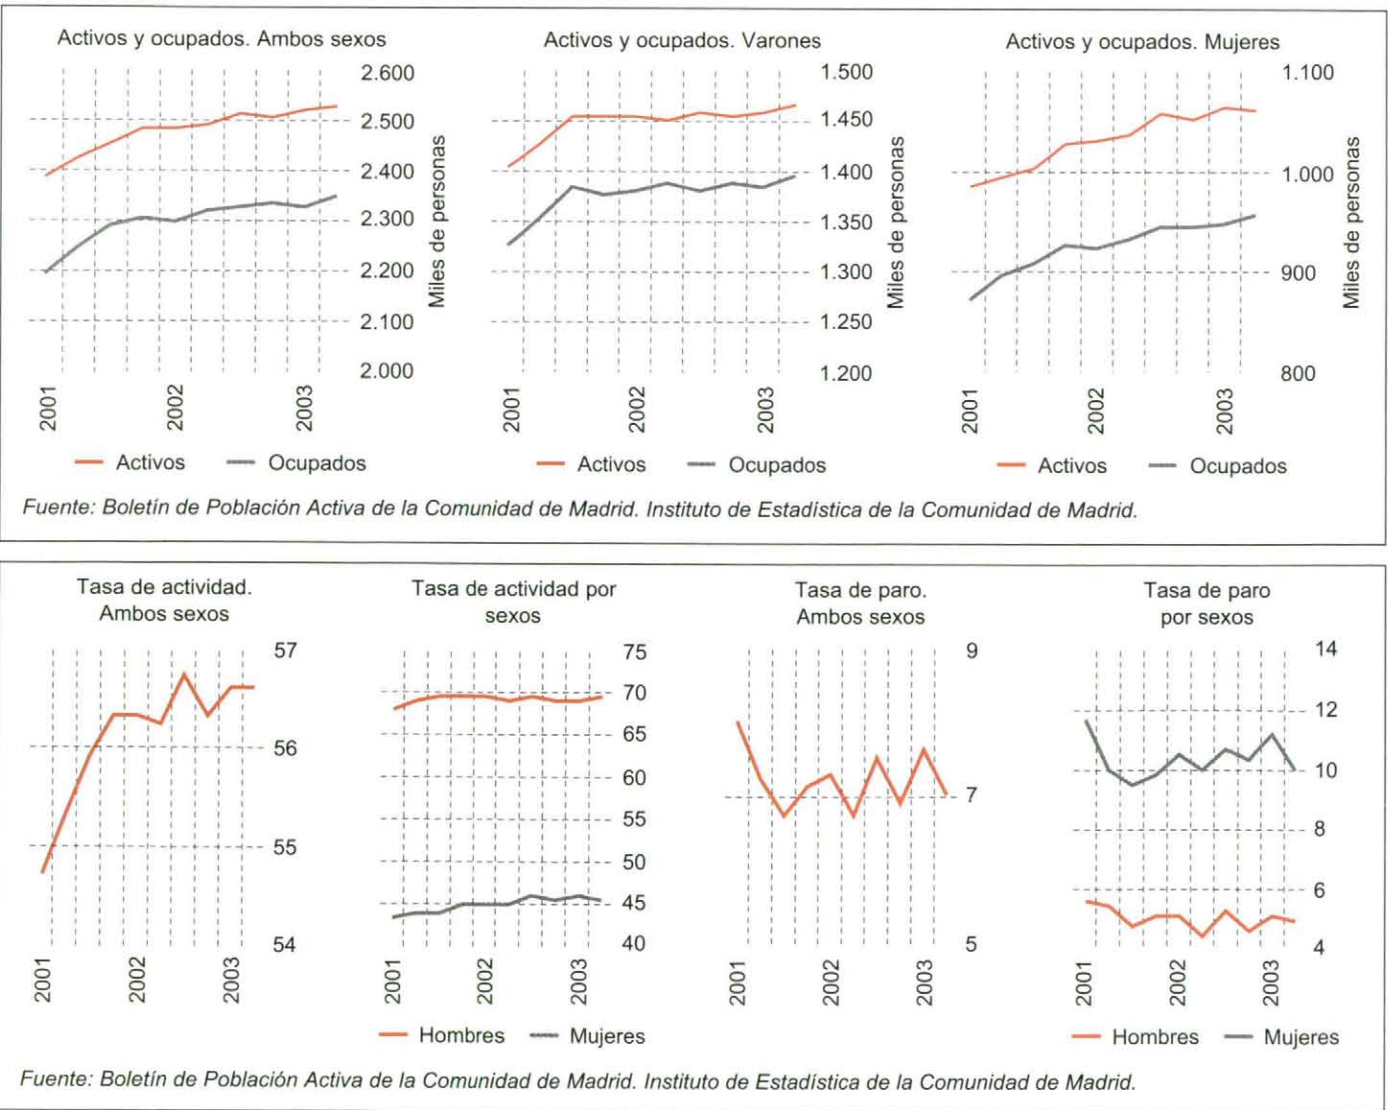 Activos y ocupados. Ambos sexos
2.600
2.500
2.400
2.300
2.200
2.100
2.000
Miles de personas
2001
2002
2003
Activos
Ocupados
Activos y ocupados. Varones
1.500
1.450
1.400
1.350
1.300
1.250
1.200
Miles de personas
2001
2002
2003
Activos
Ocupados
Activos y ocupados. Mujeres
1.100
1.000
900
800
Miles de personas
2001
2002
2003
Activos
Ocupados
Fuente: Boletín de Población Activa de la Comunidad de Madrid. Instituto de Estadística de la Comunidad de Madrid.
Tasa de actividad.
Ambos sexos
57
56
55
54
2001
2002
2003
Tasa de actividad por
sexos
75
70
65
60
55
50
45
40
2001
2002
2003
Hombres
Mujeres
Tasa de paro.
Ambos sexos
9
7
5
2001
2002
2003
Tasa de paro
por sexos
14
12
10
8
6
4
2001
2002
2003
Hombres
Mujeres
Fuente: Boletín de Población Activa de la Comunidad de Madrid. Instituto de Estadística de la Comunidad de Madrid.